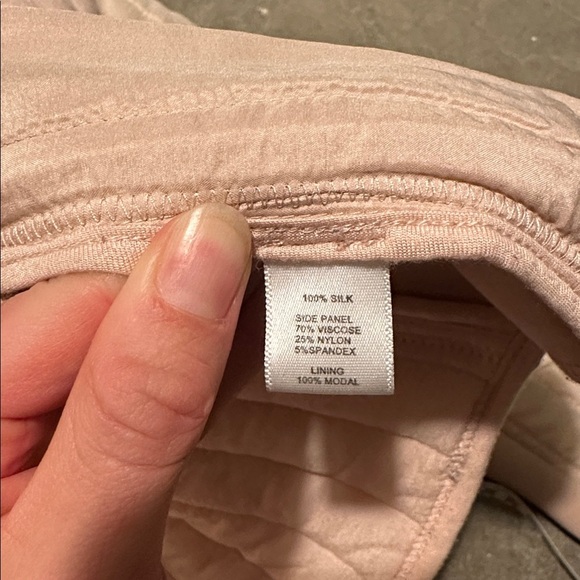 100% SILK
SIDE PANEL
70% VISCOSE
25% NYLON
5%SPANDEX
LINING
100% MODAL